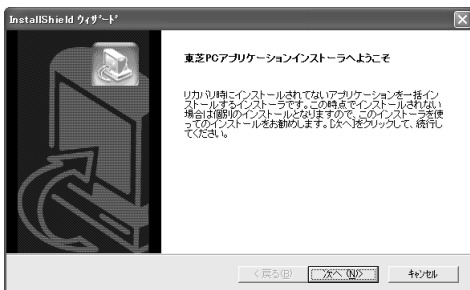 InstallShield ウィザード
東芝PCアプリケーションインストーラへようこそ
リカバリ時にインストールされてないアプリケーションを一括イン
ストールするインストーラです。この時点でインストールされない
場合は個別のインストールとなりますので、このインストーラを使
ってのインストールをお勧めします。[次へ]をクリックして、続行し
てください。
< 戻る(B)
次へ (N)>
キャンセル